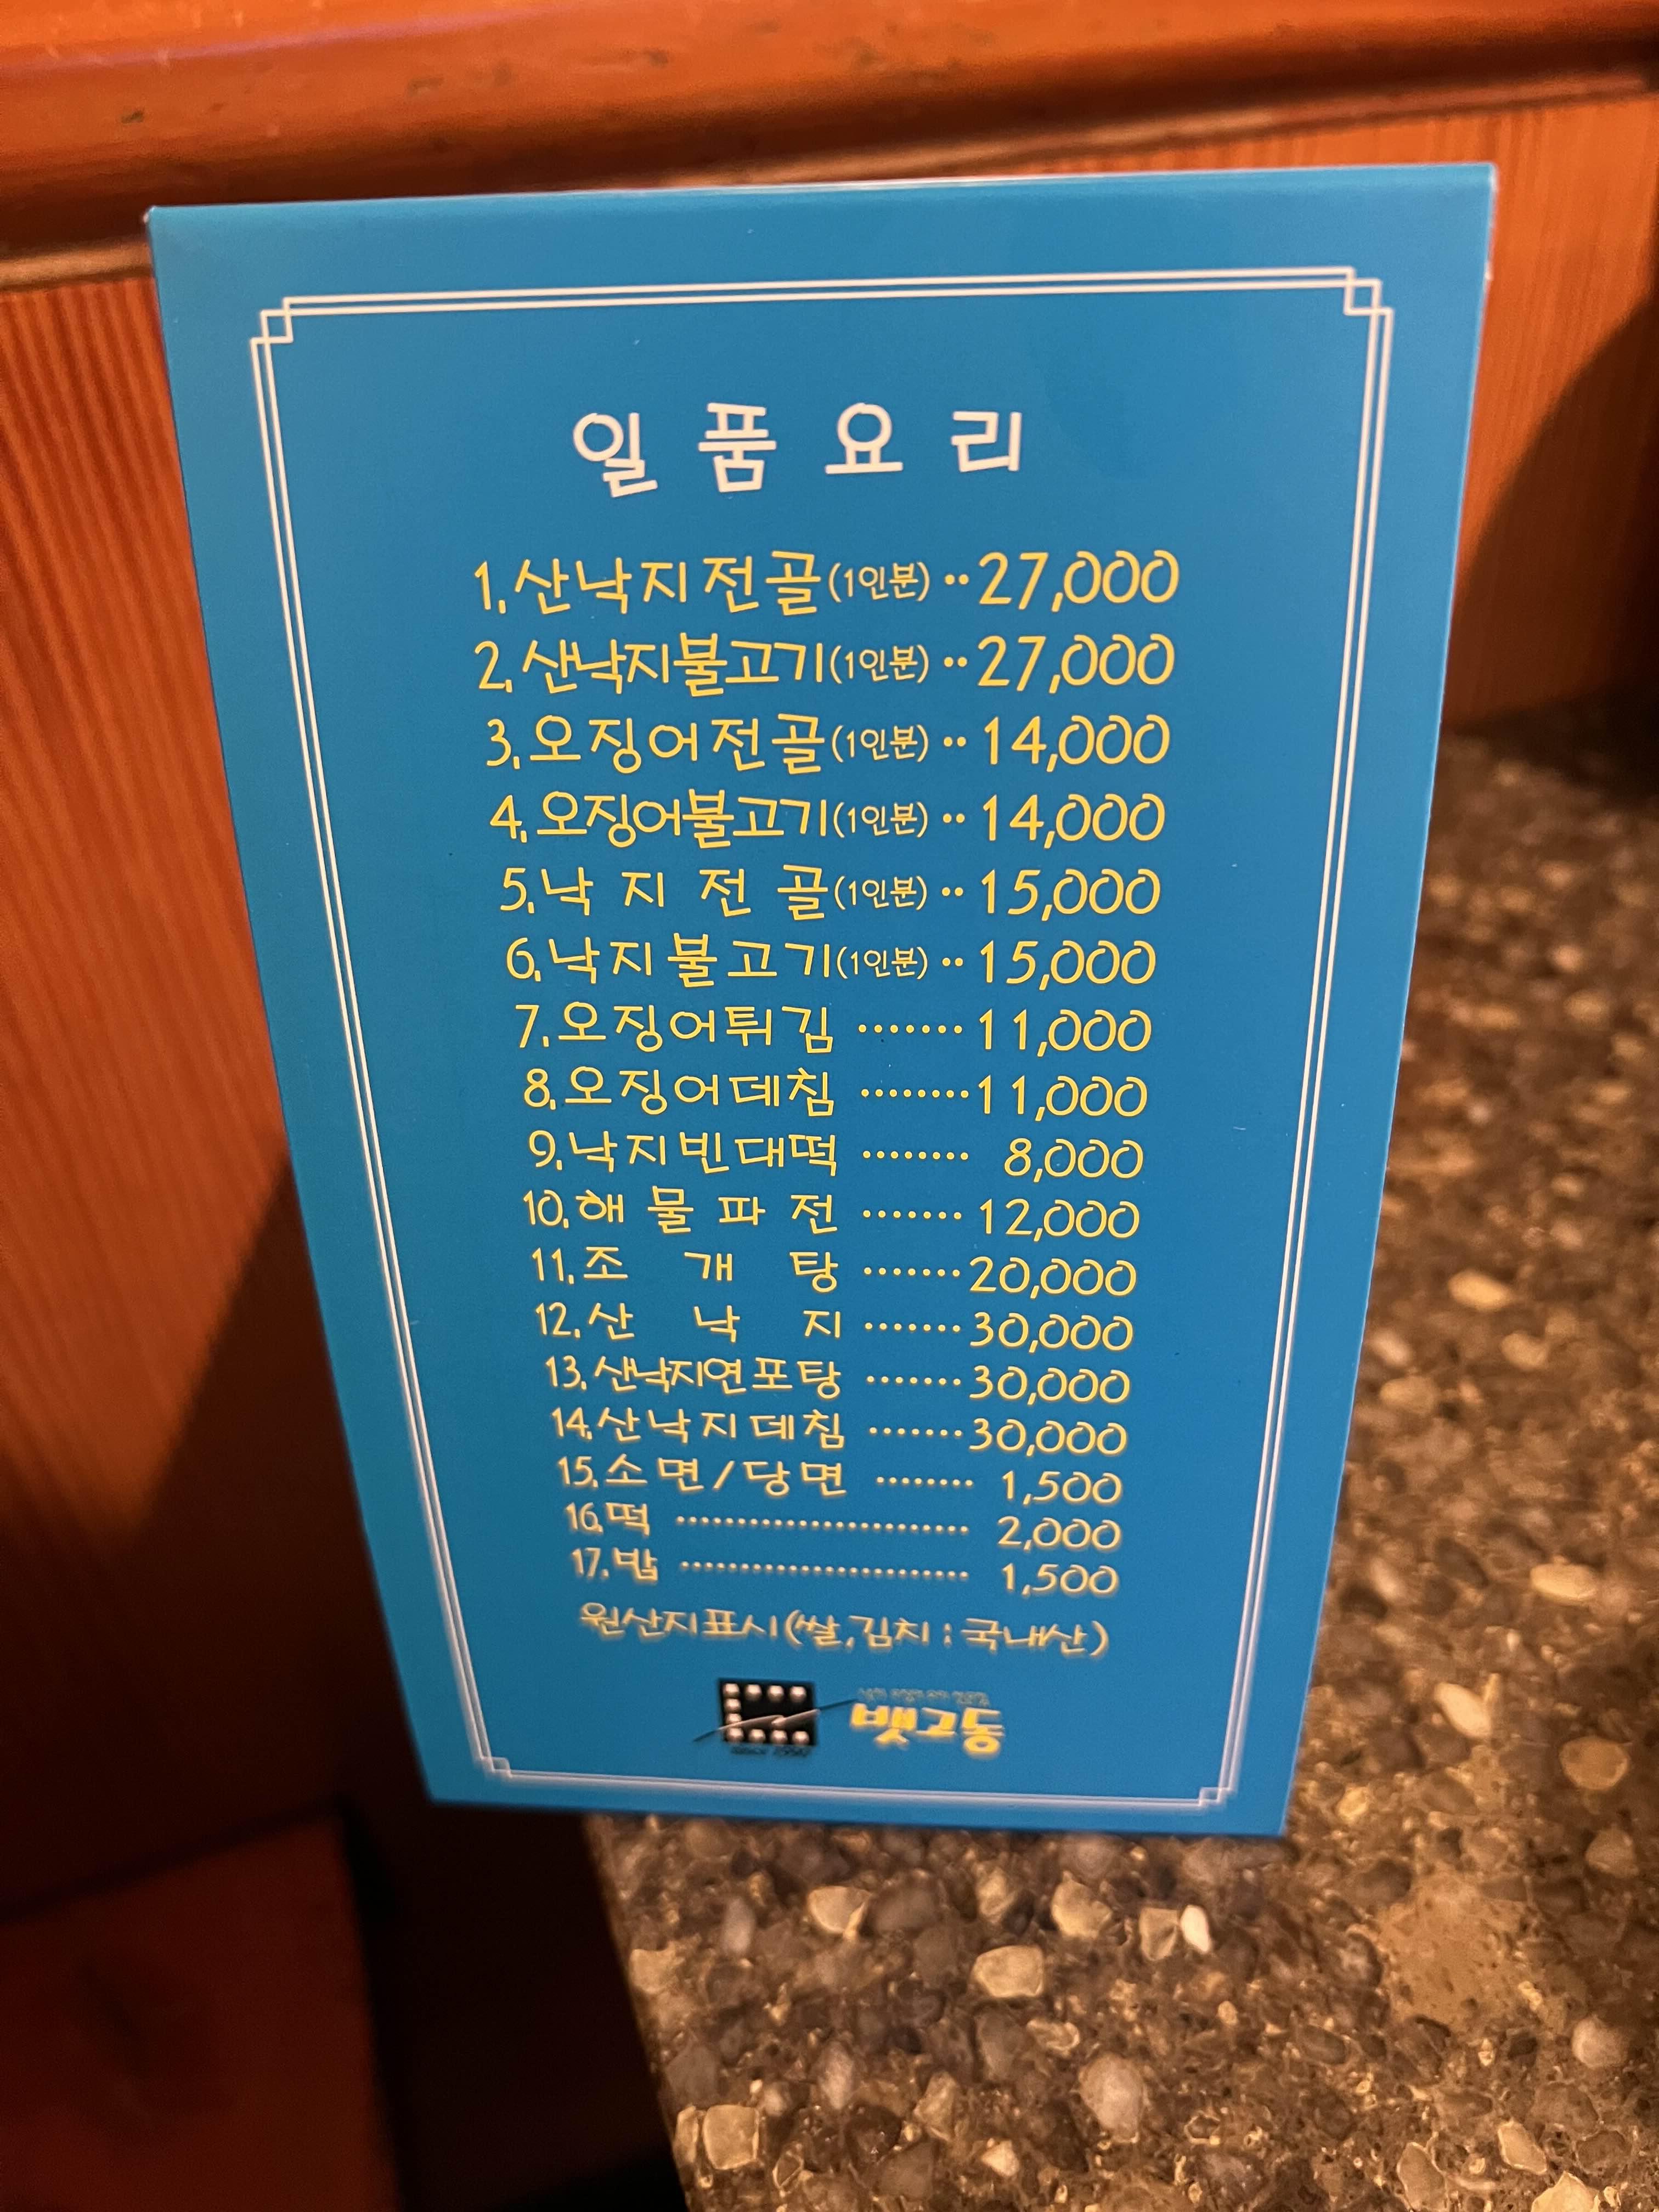 일품요리
1. 산낙지전골(1인분) ·· 27,000
2. 산낙지불고기(1인분) ·· 27,000
3. 오징어전골(1인분) ·· 14,000
4. 오징어불고기(1인분) ·· 14,000
5. 낙지전골(1인분) ·· 15,000
6. 낙지불고기(1인분) ·· 15,000
7. 오징어튀김 ······· 11,000
8. 오징어데침 ········ 11,000
9. 낙지빈대떡 ········ 8,000
10. 해물파전 ······· 12,000
11. 조개탕 ······· 20,000
12. 산낙지 ······· 30,000
13. 산낙지연포탕 ······· 30,000
14. 산낙지데침 ······· 30,000
15. 소면/당면 ········ 1,500
16. 떡 ························ 2,000
17. 밥 ························ 1,500
원산지표시(쌀,김치:국내산)
뱃고동